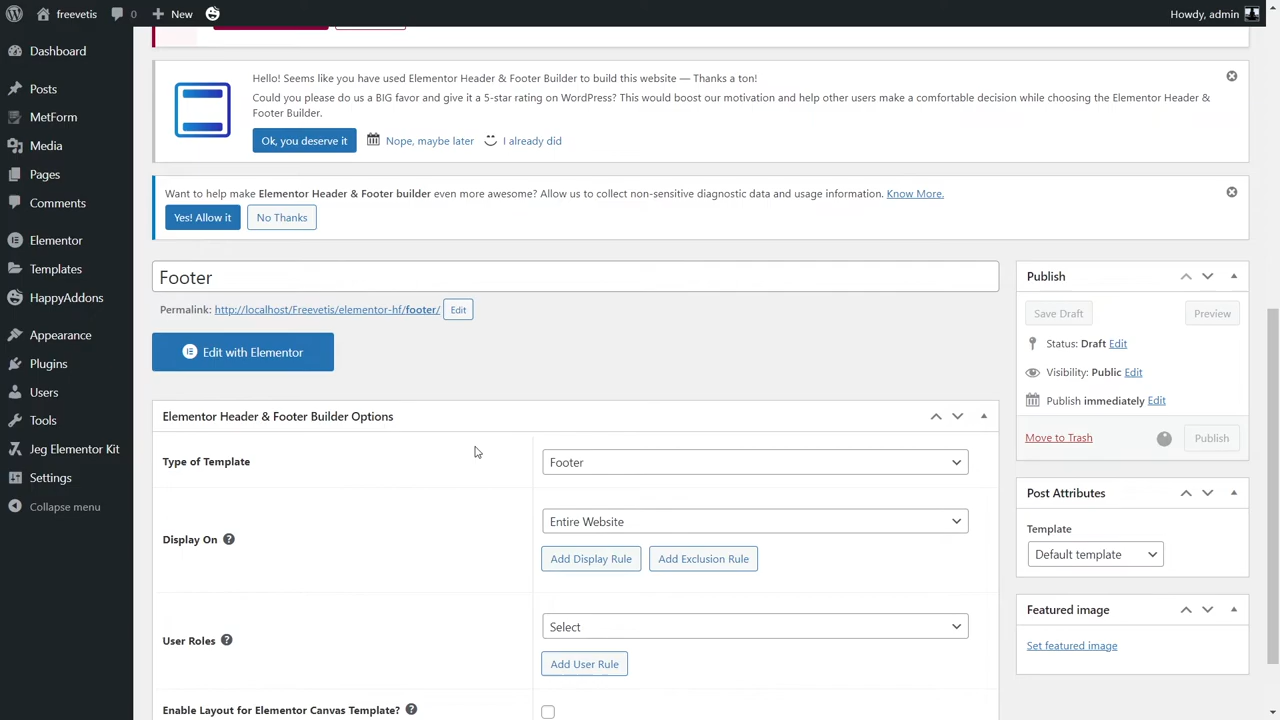 freevetis
0
New
Howdy, admin
Dashboard
Posts
MetForm
Media
Pages
Comments
Elementor
Templates
HappyAddons
Appearance
Plugins
Users
Tools
Jeg Elementor Kit
Settings
Collapse menu
Hello! Seems like you have used Elementor Header & Footer Builder to build this website — Thanks a ton!
Could you please do us a BIG favor and give it a 5-star rating on WordPress? This would boost our motivation and help other users make a comfortable decision while choosing the Elementor Header &
Footer Builder.
Ok, you deserve it
Nope, maybe later
I already did
Want to help make Elementor Header & Footer builder even more awesome? Allow us to collect non-sensitive diagnostic data and usage information. Know More.
Yes! Allow it
No Thanks
Footer
Permalink: http://localhost/Freevetis/elementor-hf/footer/
Edit
Edit with Elementor
Elementor Header & Footer Builder Options
Type of Template
Footer
Display On
Entire Website
Add Display Rule
Add Exclusion Rule
User Roles
Select
Add User Rule
Enable Layout for Elementor Canvas Template?
Publish
Save Draft
Preview
Status: Draft Edit
Visibility: Public Edit
Publish immediately Edit
Move to Trash
Publish
Post Attributes
Template
Default template
Featured image
Set featured image